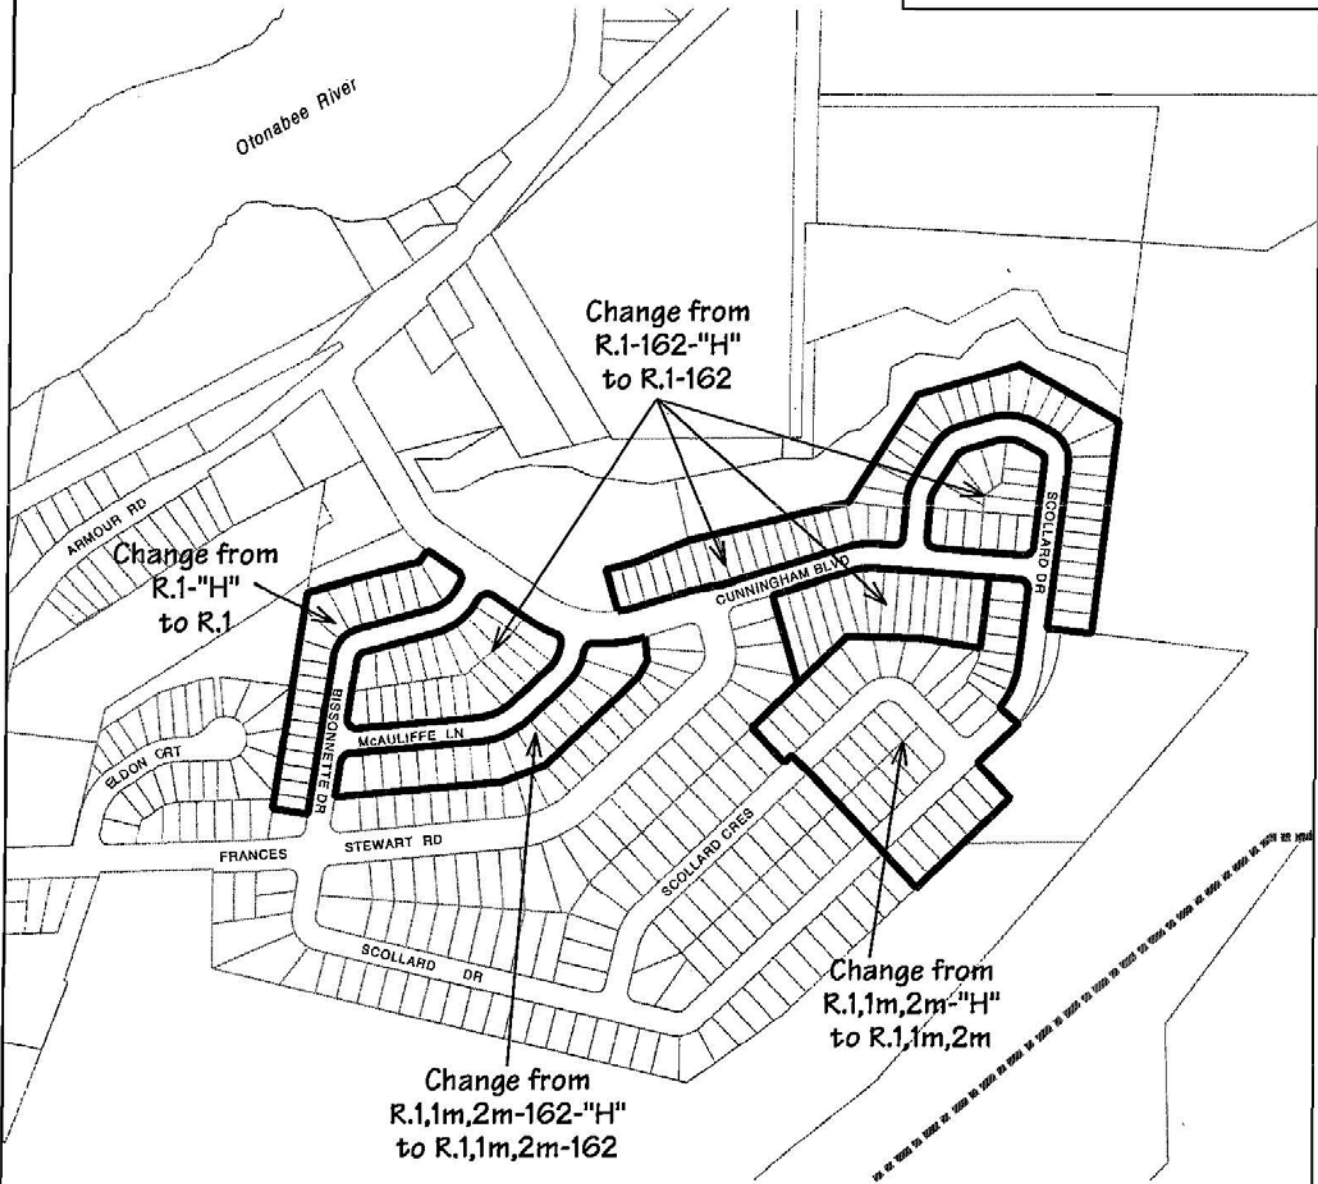 Otonabee River
Change from
R.1-162-"H"
to R.1-162
ARMOUR RD
Change from
R.1-"H"
to R.1
SCOLLARD DR
CUNNINGHAM BLVD
BISSONNETTE DR
McAULIFFE LN
ELDON CRT
FRANCES STEWART RD
SCOLLARD CRES
SCOLLARD DR
Change from
R.1,1m,2m-"H"
to R.1,1m,2m
Change from
R.1,1m,2m-162-"H"
to R.1,1m,2m-162